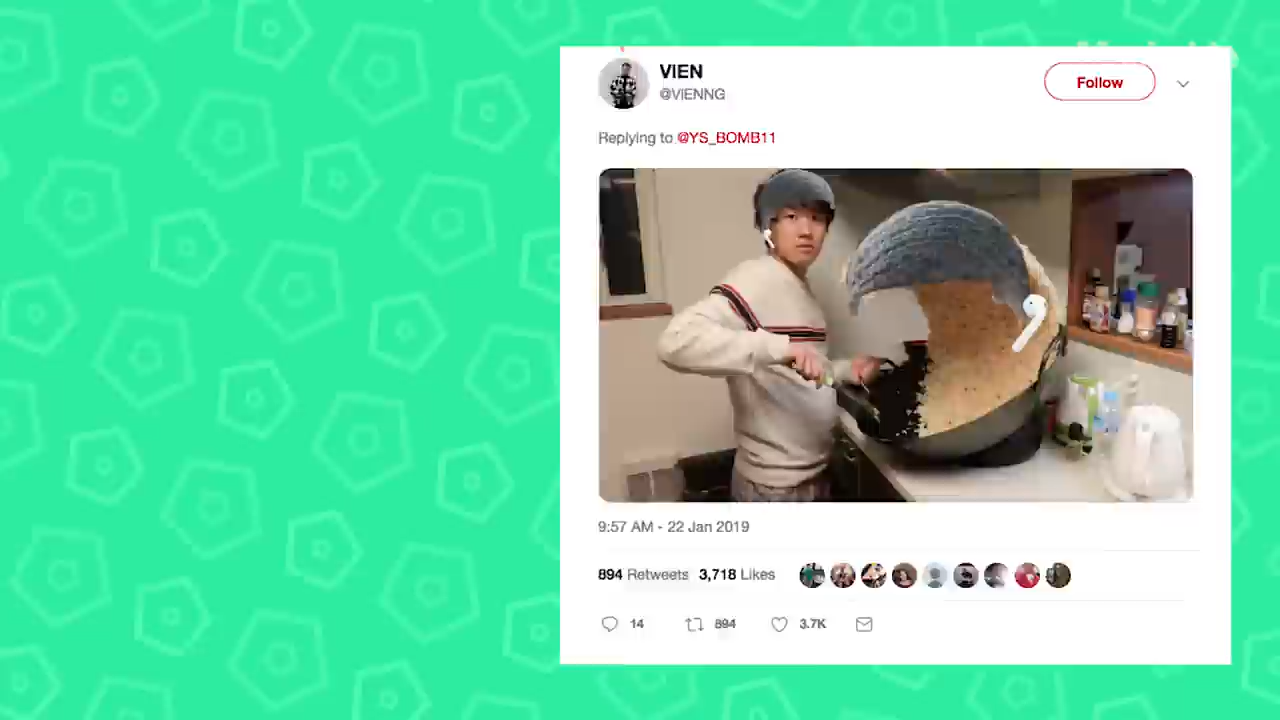 VIEN
@VIENNG
Follow
Replying to @YS_BOMB11
9:57 AM - 22 Jan 2019
894 Retweets 3,718 Likes
14 894 3.7K